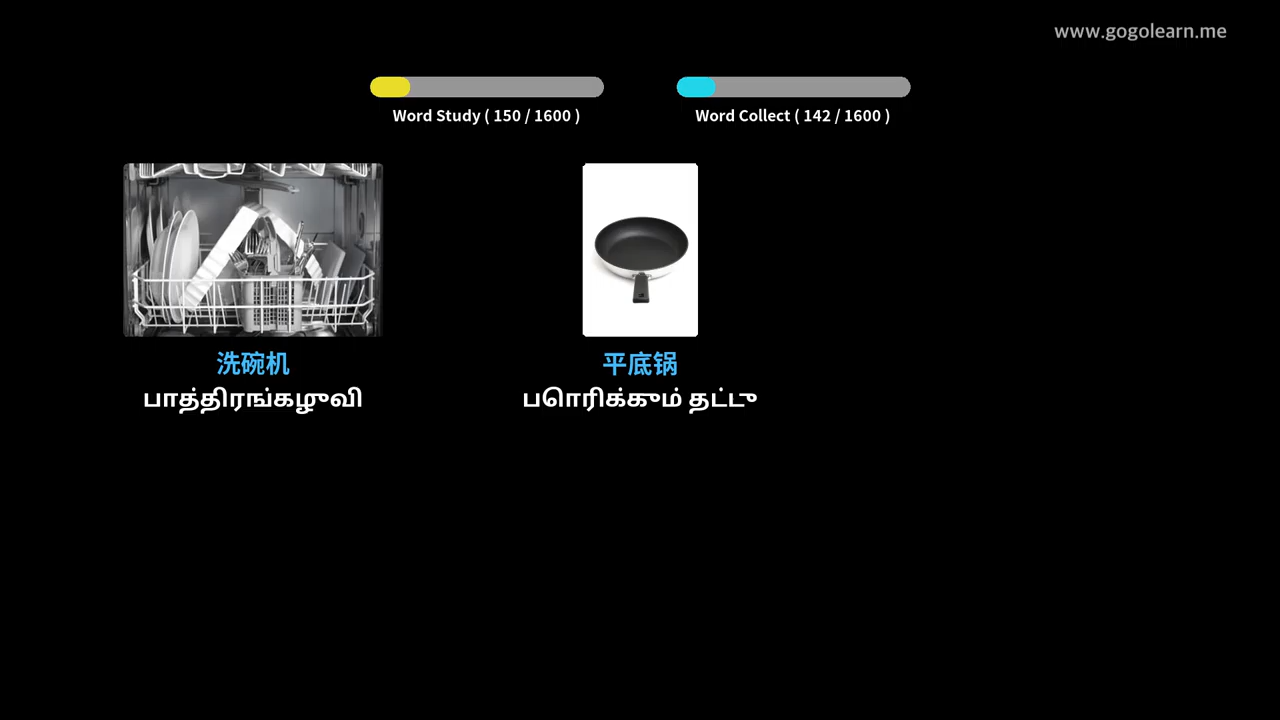 www.gogolearn.me
Word Study ( 150 / 1600 )
Word Collect ( 142 / 1600 )
洗碗机
平底锅
பாத்திரங்கழுவி
பொரிக்கும் தட்டு